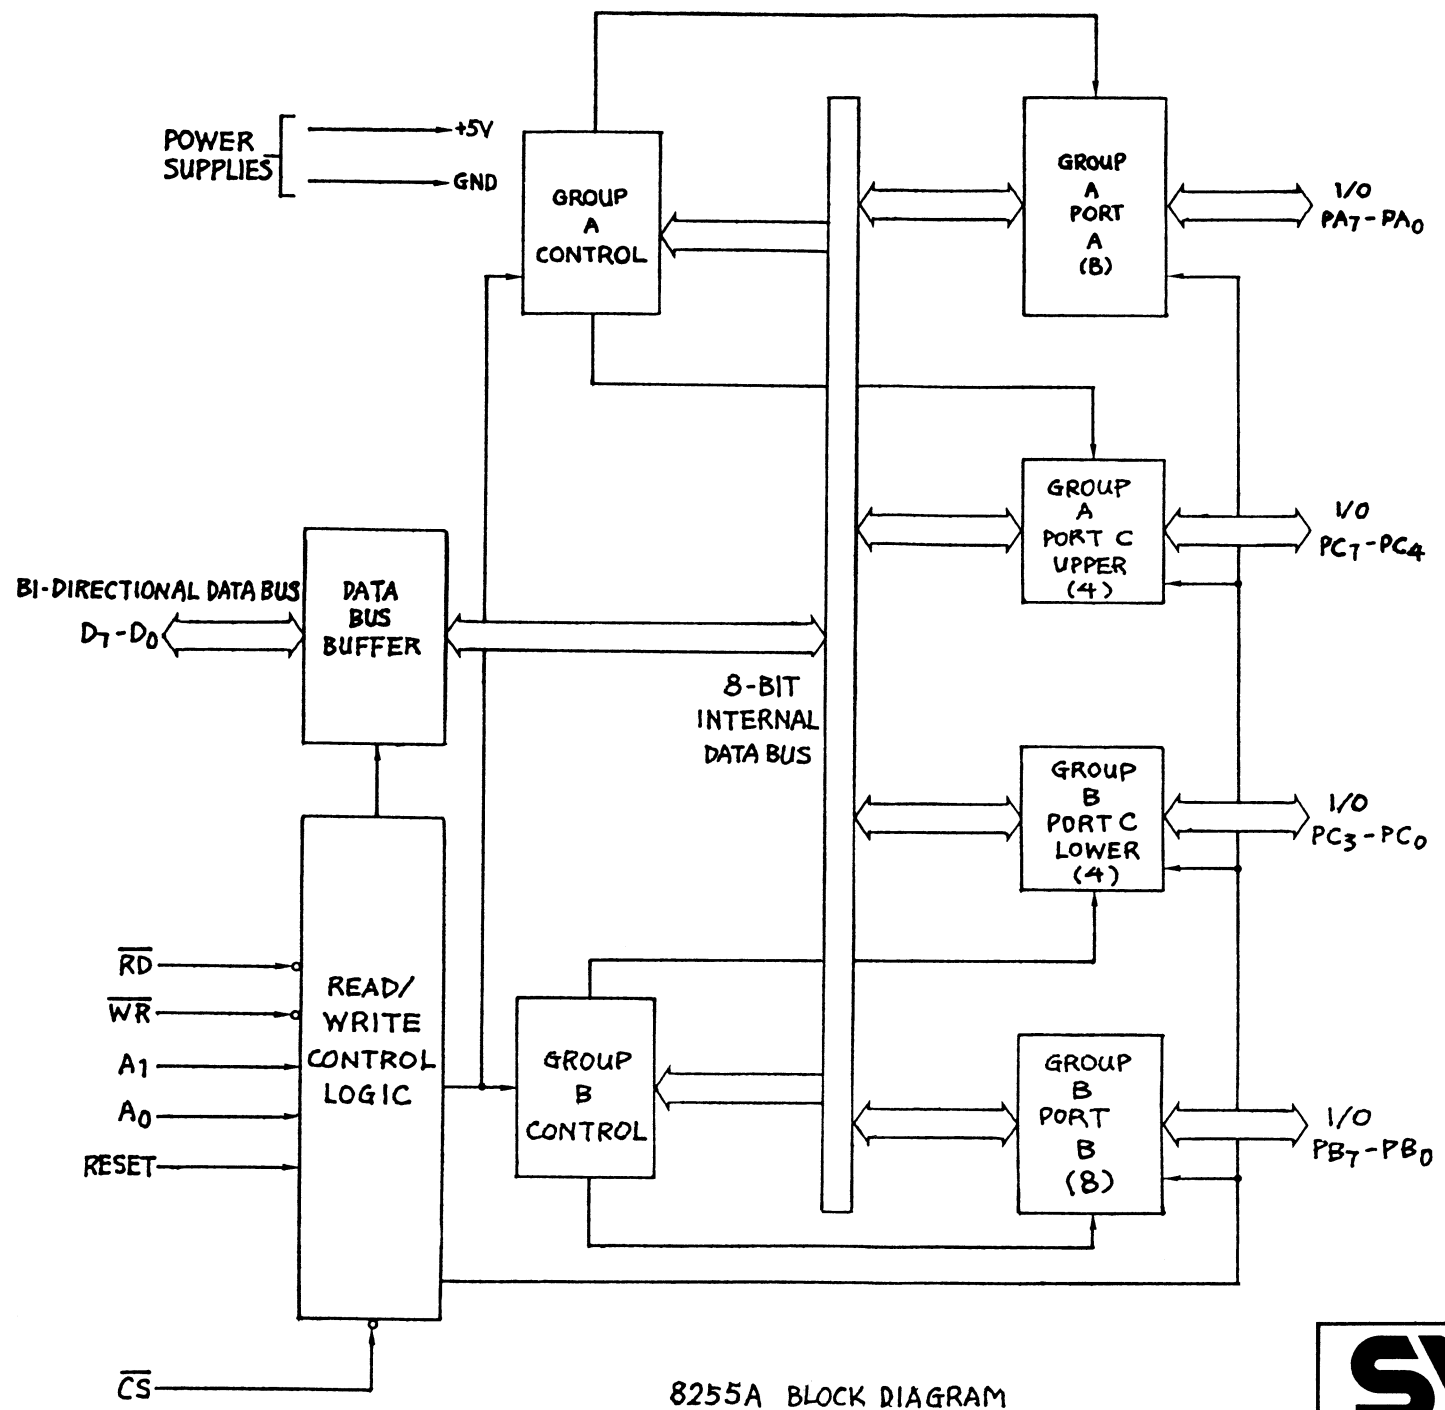 POWER
SUPPLIES
+5V
GND
GROUP
A
CONTROL
GROUP
A
PORT
A
(8)
I/O
PA7-PA0
GROUP
A
PORT C
UPPER
(4)
I/O
PC7-PC4
BI-DIRECTIONAL DATA BUS
D7-D0
DATA
BUS
BUFFER
8-BIT
INTERNAL
DATA BUS
GROUP
B
PORT C
LOWER
(4)
I/O
PC3-PC0
RD
WR
A1
A0
RESET
READ/
WRITE
CONTROL
LOGIC
GROUP
B
CONTROL
GROUP
B
PORT
B
(8)
I/O
PB7-PB0
CS
8255A BLOCK DIAGRAM